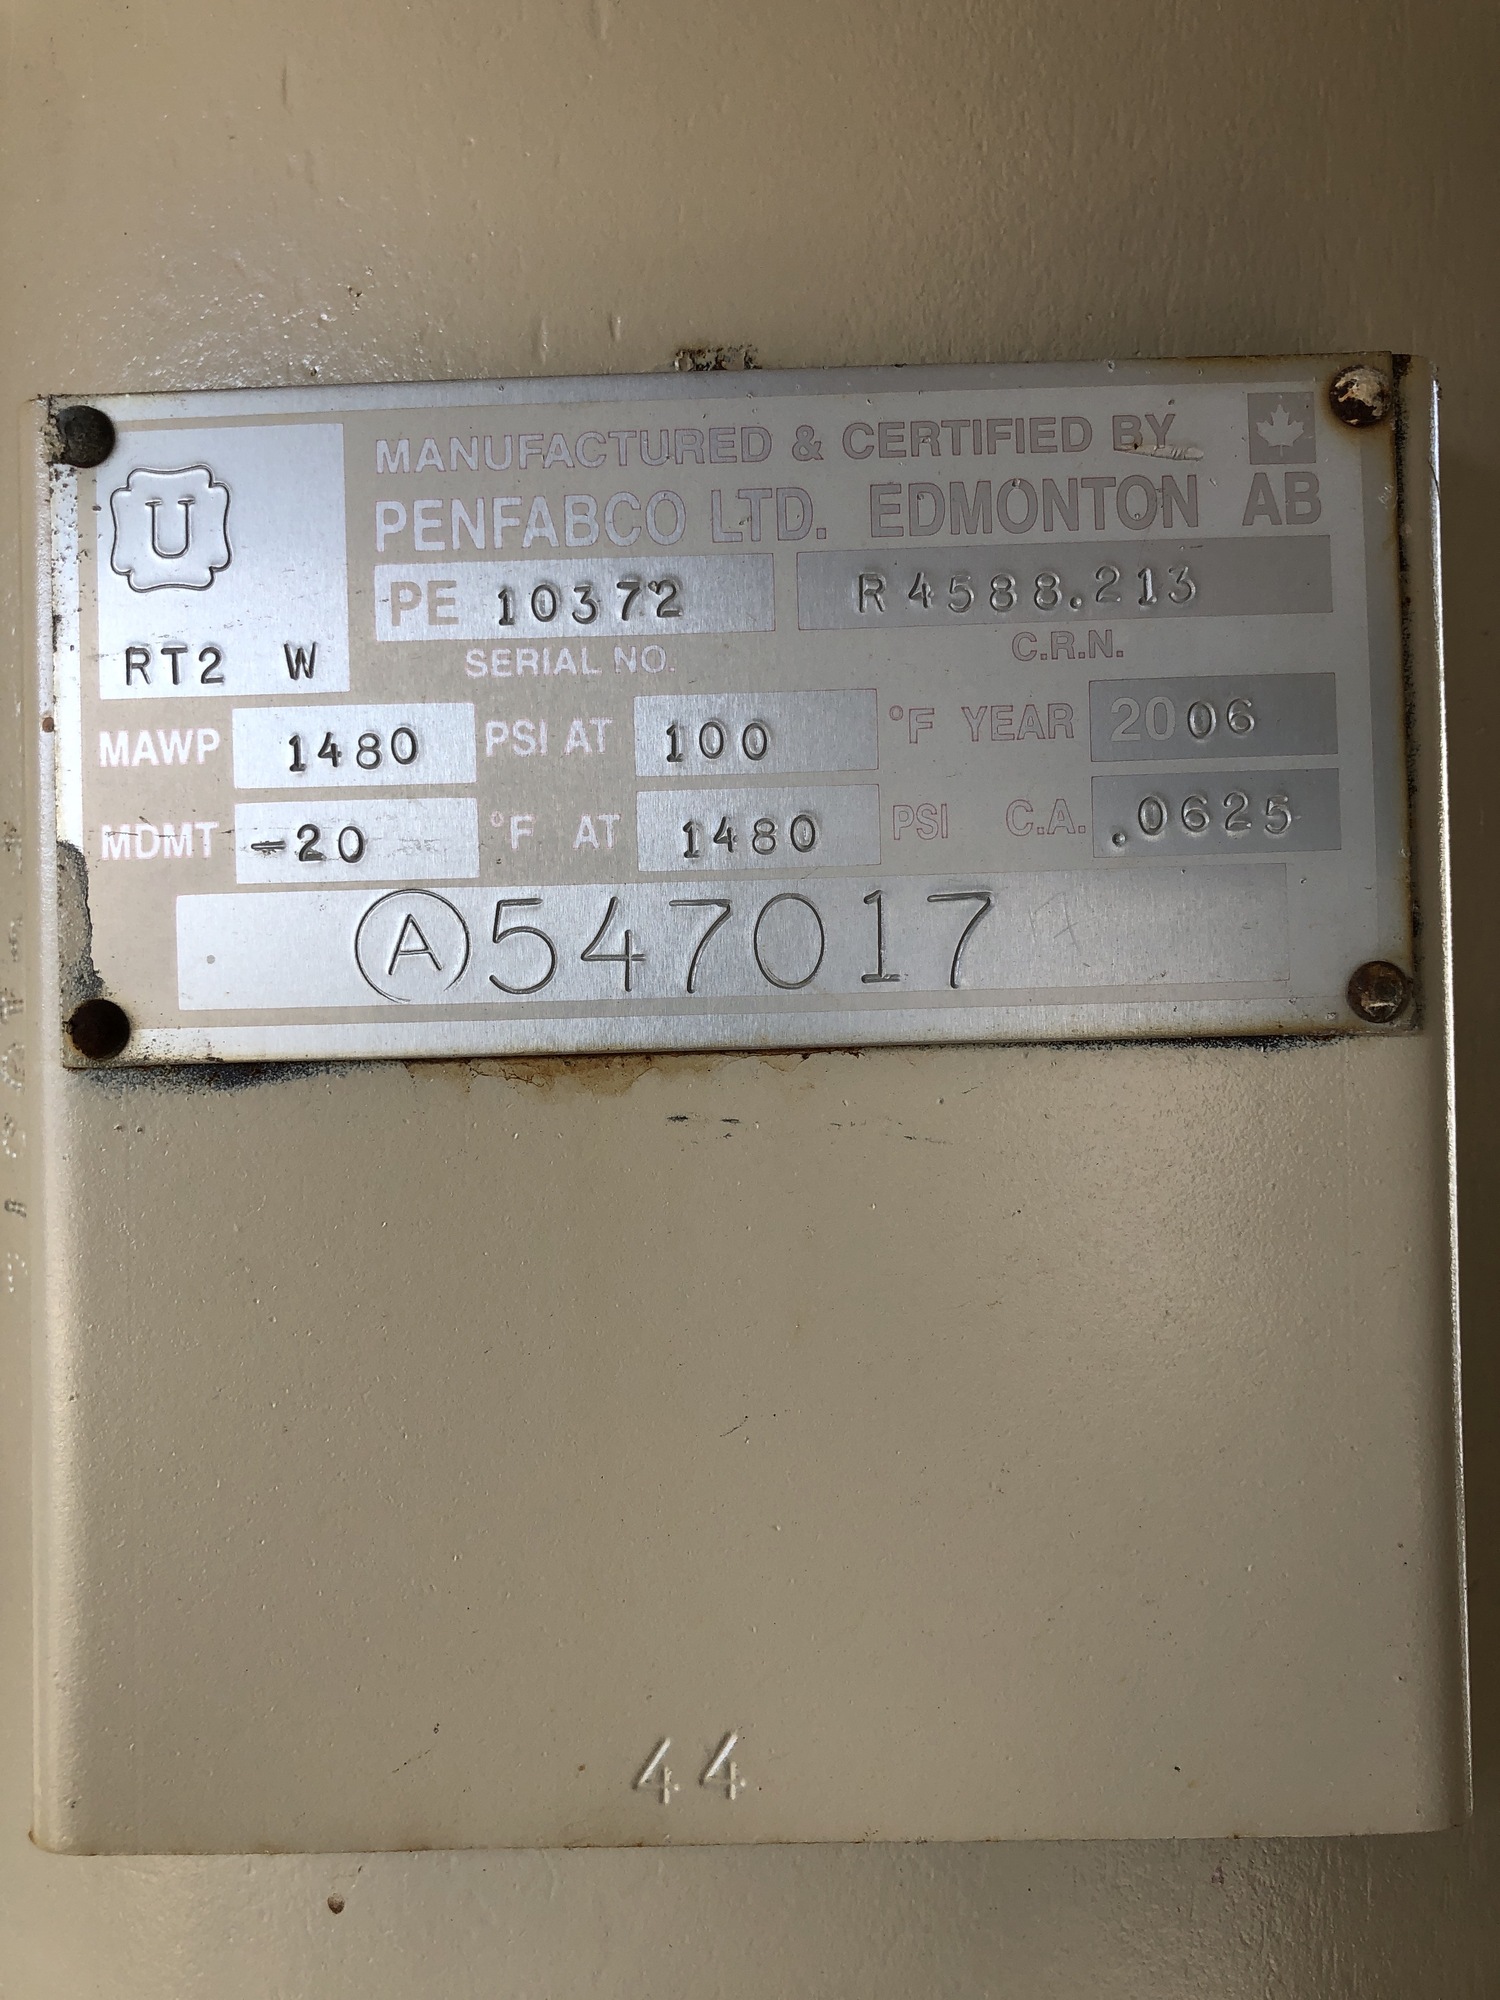 MANUFACTURED & CERTIFIED BY
PENFABCO LTD. EDMONTON AB
U
PE 10372 R4588.213
RT2 W SERIAL NO. C.R.N.
MAWP 1480 PSI AT 100 °F YEAR 2006
MDMT -20 °F AT 1480 PSI C.A. .0625
A 547017
44